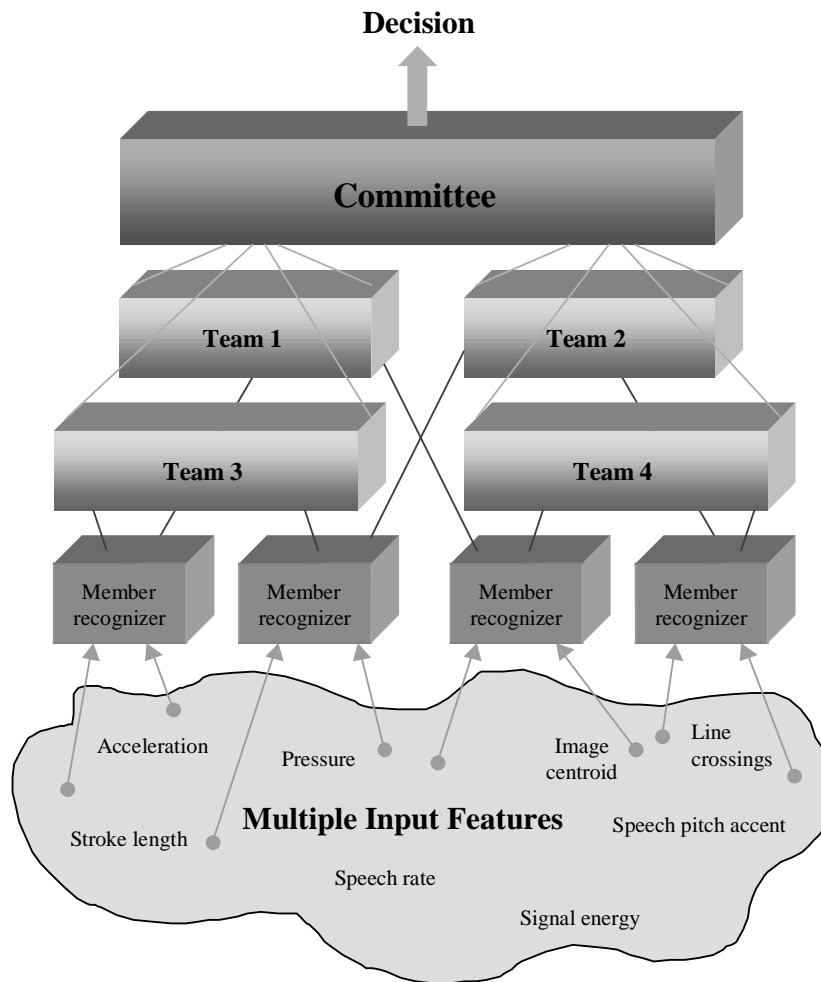 Decision
Committee
Team 1
Team 2
Team 3
Team 4
Member
recognizer
Member
recognizer
Member
recognizer
Member
recognizer
Acceleration
Pressure
Image
centroid
Line
crossings
Stroke length
Multiple Input Features
Speech pitch accent
Speech rate
Signal energy